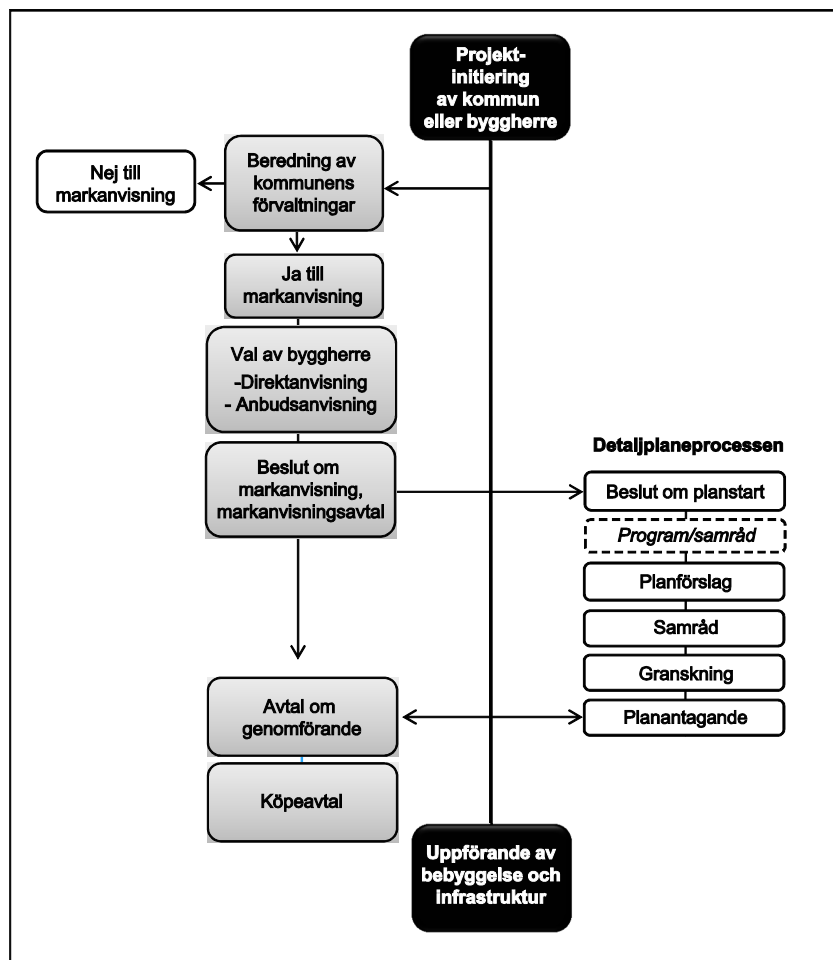 Projekt-
initiering
av kommun
eller byggherre
Nej till
markanvisning
Beredning av
kommunens
förvaltningar
Ja till
markanvisning
Val av byggherre
-Direktanvisning
- Anbudsanvisning
Beslut om
markanvisning,
markanvisningsavtal
Detaljplaneprocessen
Beslut om planstart
Program/samråd
Planförslag
Samråd
Granskning
Planantagande
Avtal om
genomförande
Köpeavtal
Uppförande av
bebyggelse och
infrastruktur